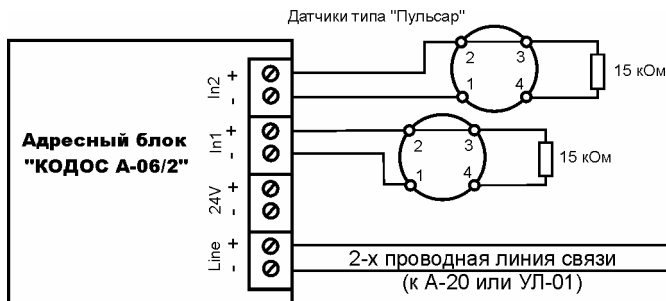 Датчики типа "Пульсар"
In2
+
-
2
3
1
4
15 кОм
Адресный блок
"КОДОС А-06/2"
In1
+
-
2
3
1
4
15 кОм
24V
+
-
Line
+
-
2-х проводная линия связи
(к А-20 или УЛ-01)